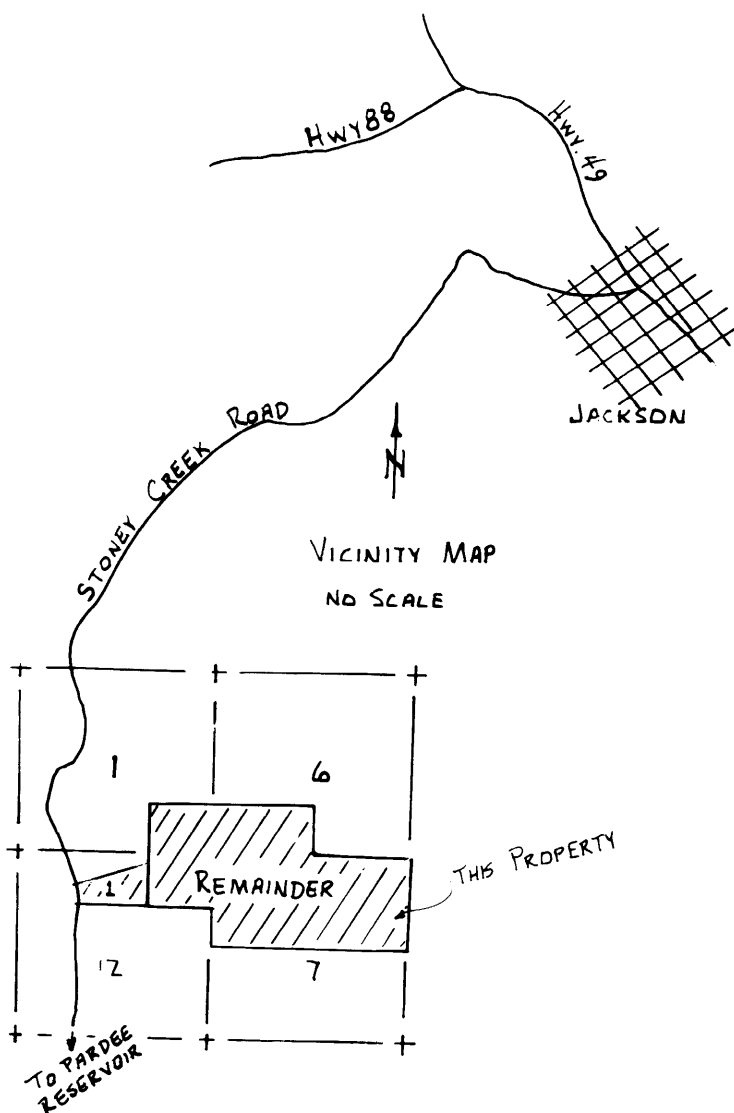 HWY 88
HWY. 49
JACKSON
STONEY CREEK ROAD
N
VICINITY MAP
NO SCALE
1
6
1
REMAINDER
THIS PROPERTY
12
7
TO PARDEE
RESERVOIR